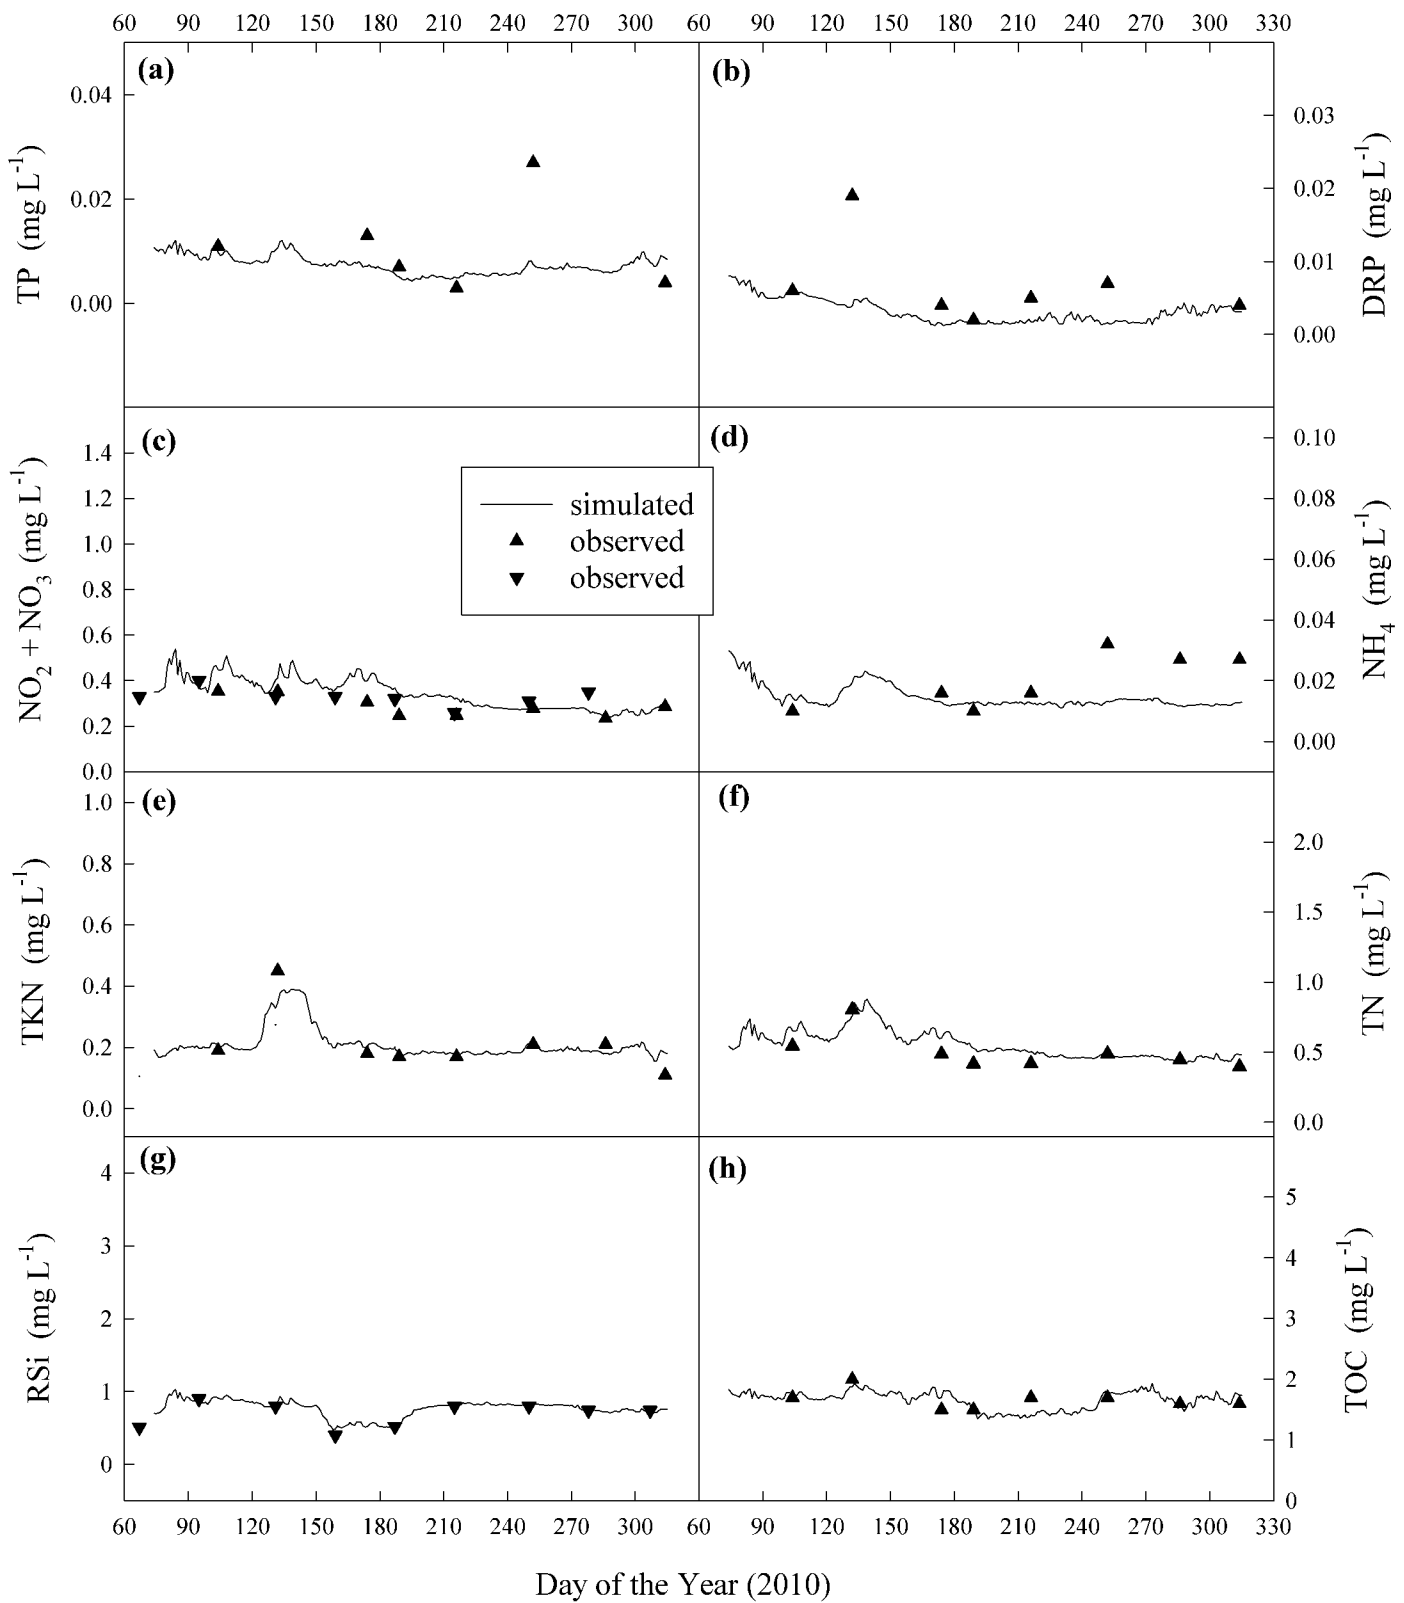 60 90 120 150 180 210 240 270 300 60 90 120 150 180 210 240 270 300 330
(a) (b)
0.04
0.02
0.00
TP (mg L-1)
0.03
0.02
0.01
0.00
DRP (mg L-1)
(c) (d)
1.4
1.2
1.0
0.8
0.6
0.4
0.2
0.0
NO2 + NO3 (mg L-1)
simulated
observed
observed
0.10
0.08
0.06
0.04
0.02
0.00
NH4 (mg L-1)
(e) (f)
1.0
0.8
0.6
0.4
0.2
0.0
TKN (mg L-1)
2.0
1.5
1.0
0.5
0.0
TN (mg L-1)
(g) (h)
4
3
2
1
0
RSi (mg L-1)
5
4
3
2
1
0
TOC (mg L-1)
60 90 120 150 180 210 240 270 300 60 90 120 150 180 210 240 270 300 330
Day of the Year (2010)